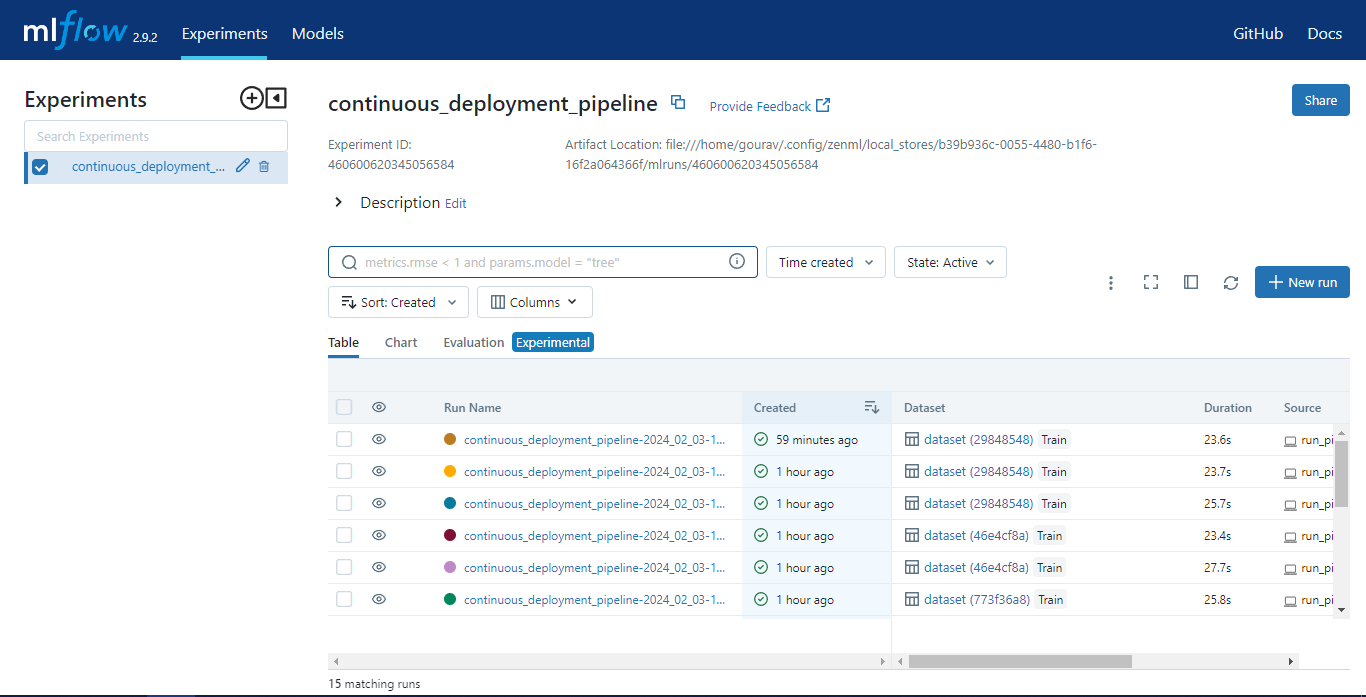 mlflow 2.9.2 Experiments Models GitHub Docs
Experiments
Search Experiments
continuous_deployment_...
continuous_deployment_pipeline Provide Feedback Share
Experiment ID:
460600620345056584
Artifact Location: file:///home/gourav/.config/zenml/local_stores/b39b936c-0055-4480-b1f6-
16f2a064366f/mlruns/460600620345056584
Description Edit
metrics.rmse < 1 and params.model = "tree" Time created State: Active
Sort: Created Columns
New run
Table Chart Evaluation Experimental
Run Name Created Dataset Duration Source
continuous_deployment_pipeline-2024_02_03-1... 59 minutes ago dataset (29848548) Train 23.6s run_pi
continuous_deployment_pipeline-2024_02_03-1... 1 hour ago dataset (29848548) Train 23.7s run_pi
continuous_deployment_pipeline-2024_02_03-1... 1 hour ago dataset (29848548) Train 25.7s run_pi
continuous_deployment_pipeline-2024_02_03-1... 1 hour ago dataset (46e4cf8a) Train 23.4s run_pi
continuous_deployment_pipeline-2024_02_03-1... 1 hour ago dataset (46e4cf8a) Train 27.7s run_pi
continuous_deployment_pipeline-2024_02_03-1... 1 hour ago dataset (773f36a8) Train 25.8s run_pi
15 matching runs